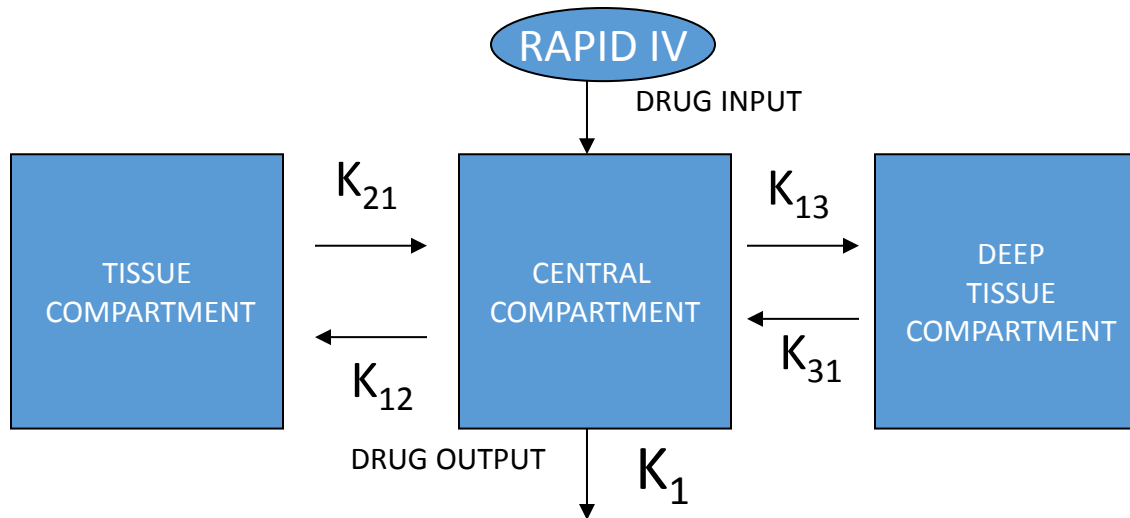 RAPID IV
DRUG INPUT
K21
K13
TISSUE
COMPARTMENT
CENTRAL
COMPARTMENT
DEEP
TISSUE
COMPARTMENT
K12
K31
DRUG OUTPUT
K1